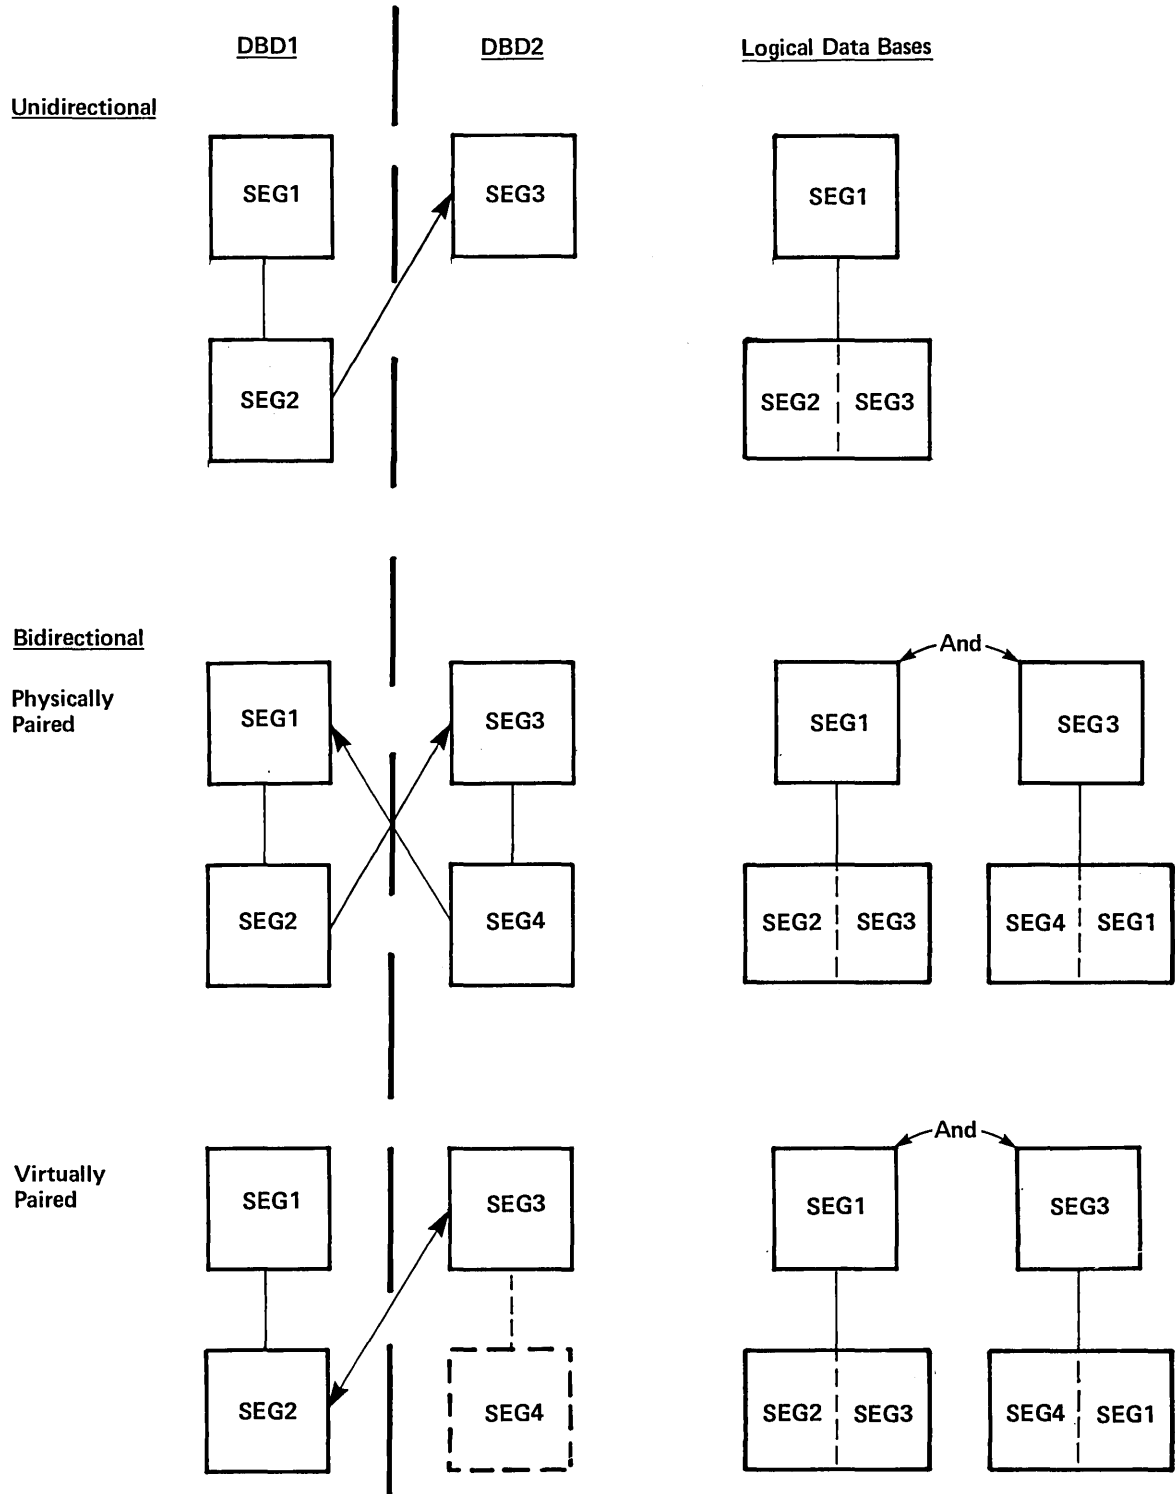 DBD1 DBD2 Logical Data Bases
Unidirectional
SEG1 SEG3 SEG1
SEG2 SEG2 SEG3
Bidirectional
And
Physically
Paired
SEG1 SEG3 SEG1 SEG3
SEG2 SEG4 SEG2 SEG3 SEG4 SEG1
And
Virtually
Paired
SEG1 SEG3 SEG1 SEG3
SEG2 SEG4 SEG2 SEG3 SEG4 SEG1